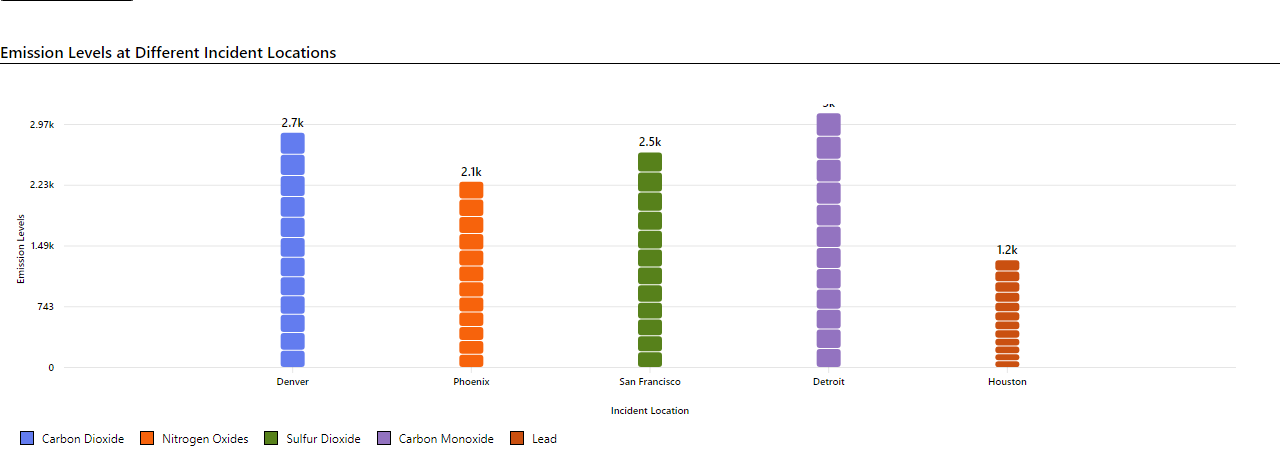 Emission Levels at Different Incident Locations
2.97k
2.23k
1.49k
743
0
Emission Levels
2.7k
2.1k
2.5k
1.2k
Denver
Phoenix
San Francisco
Detroit
Houston
Incident Location
Carbon Dioxide
Nitrogen Oxides
Sulfur Dioxide
Carbon Monoxide
Lead